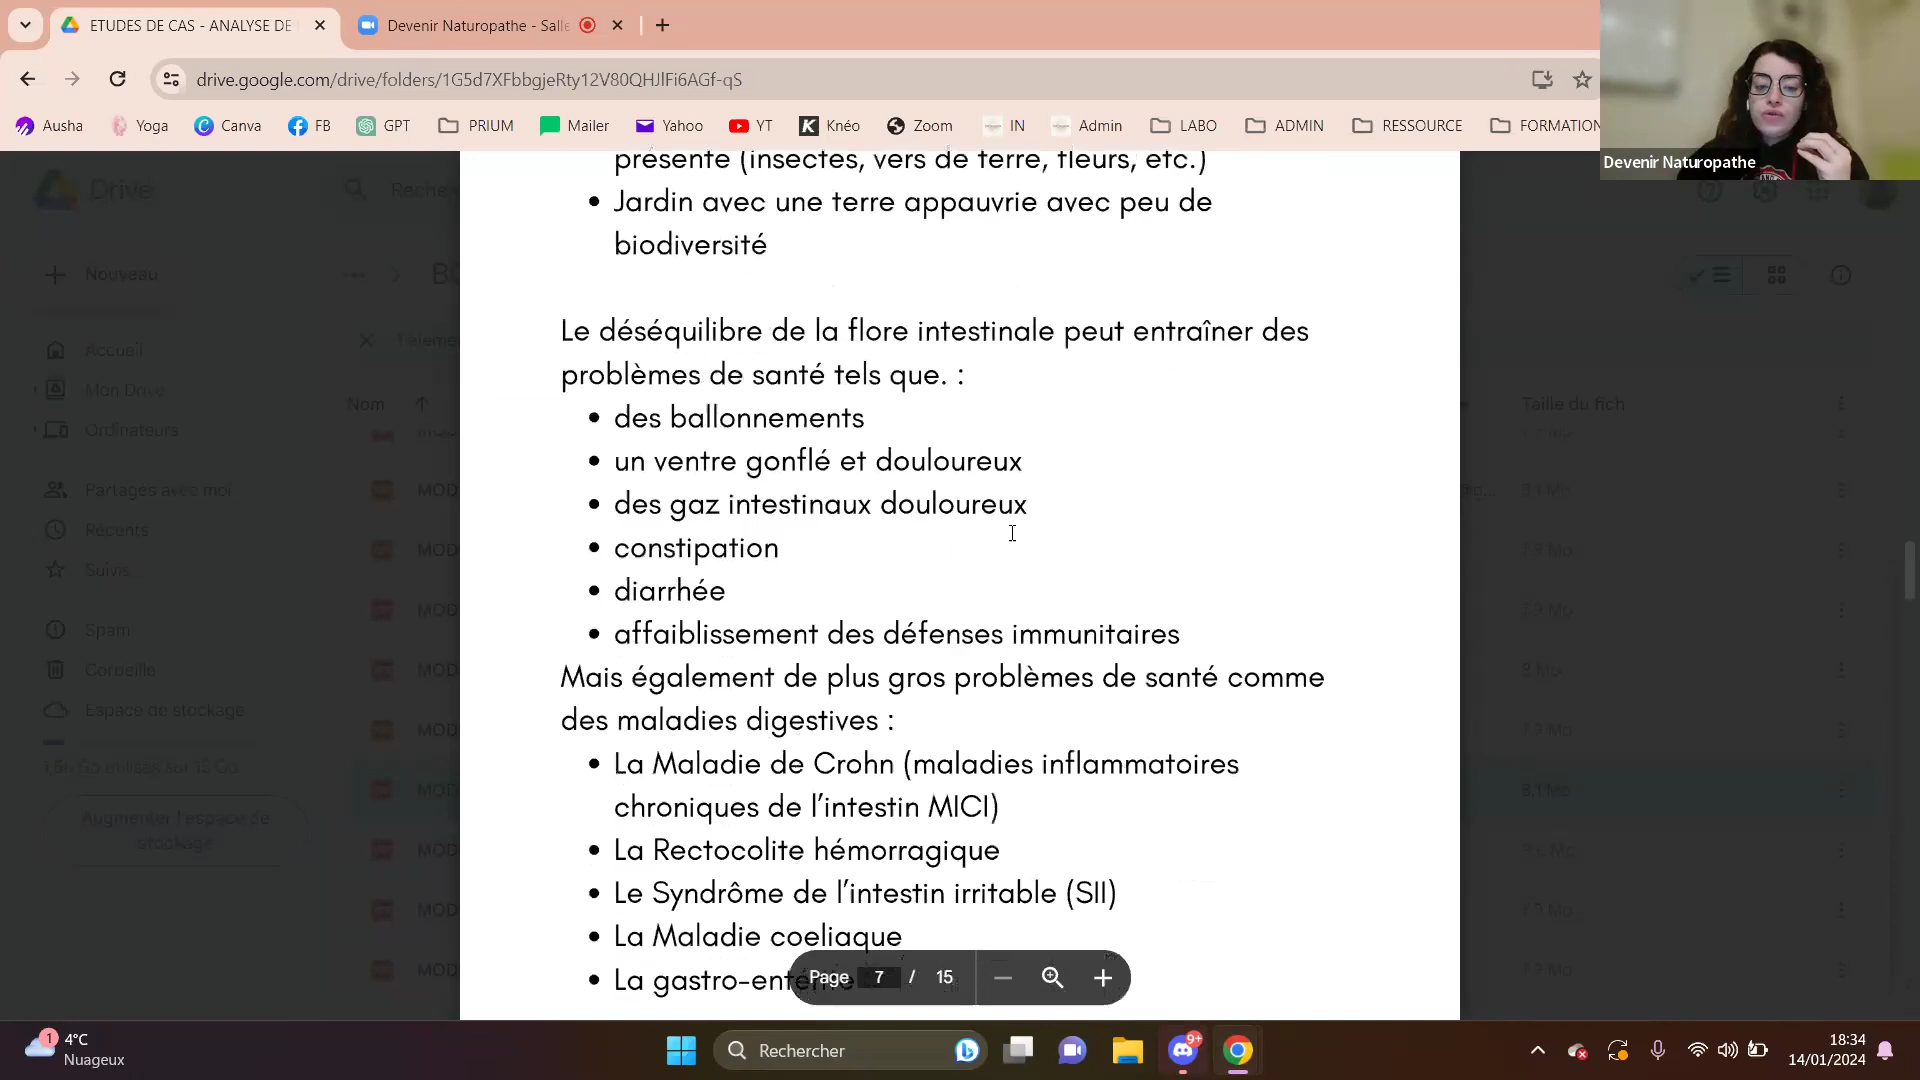 ETUDES DE CAS - ANALYSE DE
Devenir Naturopathe - Salle
drive.google.com/drive/folders/1G5d7XFbbgjeRty12V80QHJlFi6AGf-qS
Ausha
Yoga
Canva
FB
GPT
PRIUM
Mailer
Yahoo
YT
Knéo
Zoom
IN
Admin
LABO
ADMIN
RESSOURCE
FORMATION
Devenir Naturopathe
Drive
Nouveau
Accueil
Mon Drive
Ordinateurs
Partagés avec moi
Récents
Suivis
Spam
Corbeille
Espace de stockage
Augmenter l'espace de
stockage
Nom
Taille du fich
présente (insectes, vers de terre, fleurs, etc.)
• Jardin avec une terre appauvrie avec peu de
biodiversité
Le déséquilibre de la flore intestinale peut entraîner des
problèmes de santé tels que. :
• des ballonnements
• un ventre gonflé et douloureux
• des gaz intestinaux douloureux
• constipation
• diarrhée
• affaiblissement des défenses immunitaires
Mais également de plus gros problèmes de santé comme
des maladies digestives :
• La Maladie de Crohn (maladies inflammatoires
chroniques de l'intestin MICI)
• La Rectocolite hémorragique
• Le Syndrôme de l'intestin irritable (SII)
• La Maladie coeliaque
• La gastro-entérite
Page 7 / 15
1
4°C
Nuageux
Rechercher
9+
18:34
14/01/2024